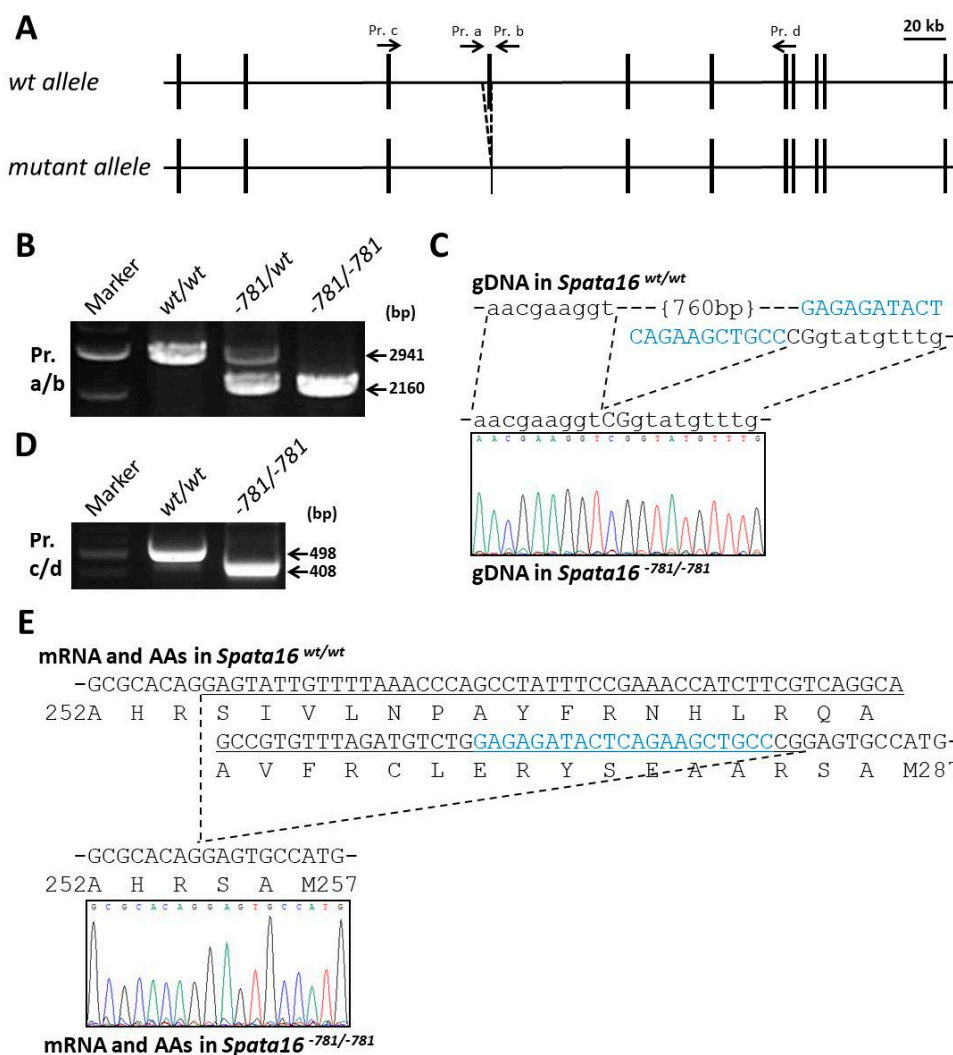 A
Pr. c
Pr. a
Pr. b
Pr. d
20 kb
wt allele
mutant allele
B
Marker
wt/wt
-781/wt
-781/-781
(bp)
Pr.
a/b
2941
2160
C
gDNA in Spata16 wt/wt
-aacgaaggt---{760bp}---GAGAGATACT
CAGAAGCTGCCCGgtatgtttg-
-aacgaaggtCGgtatgtttg-
A A C G A A G G T C G G T A T G T T T G
gDNA in Spata16 -781/-781
D
Marker
wt/wt
-781/-781
(bp)
Pr.
c/d
498
408
E
mRNA and AAs in Spata16 wt/wt
-GCGCACAGGAGTATTGTTTTAAACCCAGCCTATTTCCGAAACCATCTTCGTCAGGCA
252A H R S I V L N P A Y F R N H L R Q A
GCCGTGTTTAGATGTCTGGAGAGATACTCAGAAGCTGCCCGGAGTGCCATG-
A V F R C L E R Y S E A A R S A M287
-GCGCACAGGAGTGCCATG-
252A H R S A M257
G C G C A C A G G A G T G C C A T G
mRNA and AAs in Spata16 -781/-781